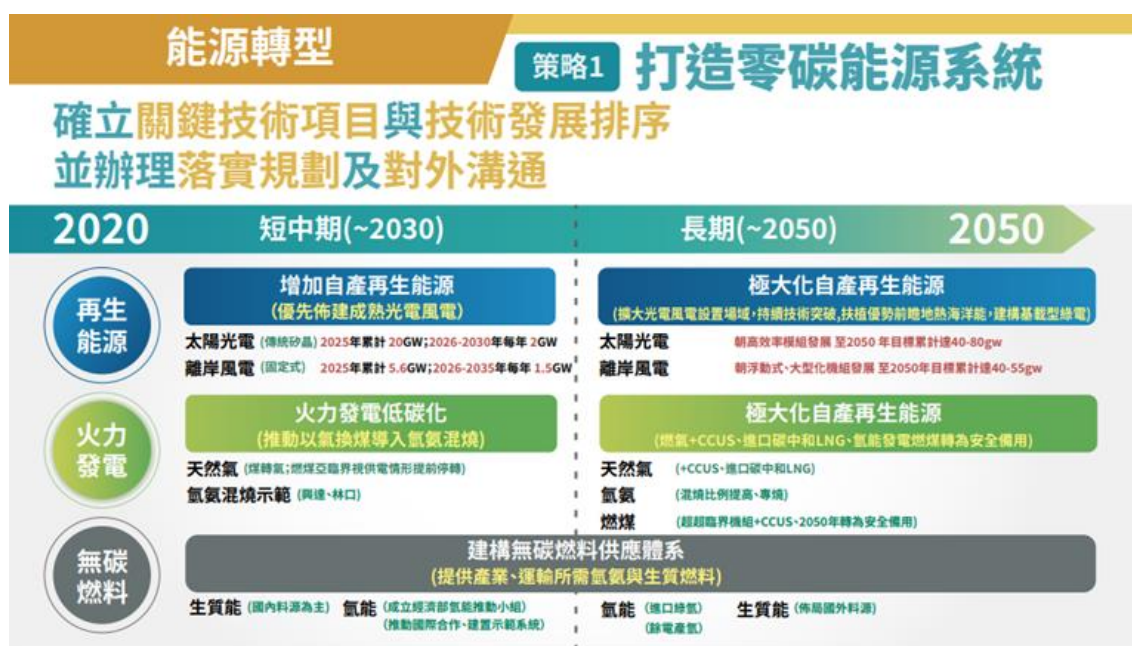 能源轉型
策略1 打造零碳能源系統
確立關鍵技術項目與技術發展排序
並辦理落實規劃及對外溝通
2020 短中期(~2030) 長期(~2050) 2050
再生
能源
增加自產再生能源
(優先佈建成熟光電風電)
太陽光電 (傳統矽晶) 2025年累計 20GW;2026-2030年每年 2GW
離岸風電 (固定式) 2025年累計 5.6GW;2026-2035年每年 1.5GW
極大化自產再生能源
(擴大光電風電設置場域,持續技術突破,扶植優勢前瞻地熱海洋能,建構基載型綠電)
太陽光電 朝高效率模組發展 至2050 年目標累計達40-80gw
離岸風電 朝浮動式、大型化機組發展 至2050年目標累計達40-55gw
火力
發電
火力發電低碳化
(推動以氣換煤導入氫氨混燒)
天然氣 (煤轉氣;燃煤亞臨界視供電情形提前停轉)
氫氨混燒示範 (興達、林口)
極大化自產再生能源
(燃氣+CCUS、進口碳中和LNG、氫能發電燃煤轉為安全備用)
天然氣 (+CCUS、進口碳中和LNG)
氫氨 (混燒比例提高、專燒)
燃煤 (超超臨界機組+CCUS、2050年轉為安全備用)
無碳
燃料
建構無碳燃料供應體系
(提供產業、運輸所需氫氨與生質燃料)
生質能 (國內料源為主) 氫能 (成立經濟部氫能推動小組)
(推動國際合作、建置示範系統)
氫能 (進口綠氫) 生質能 (佈局國外料源)
(餘電產氫)